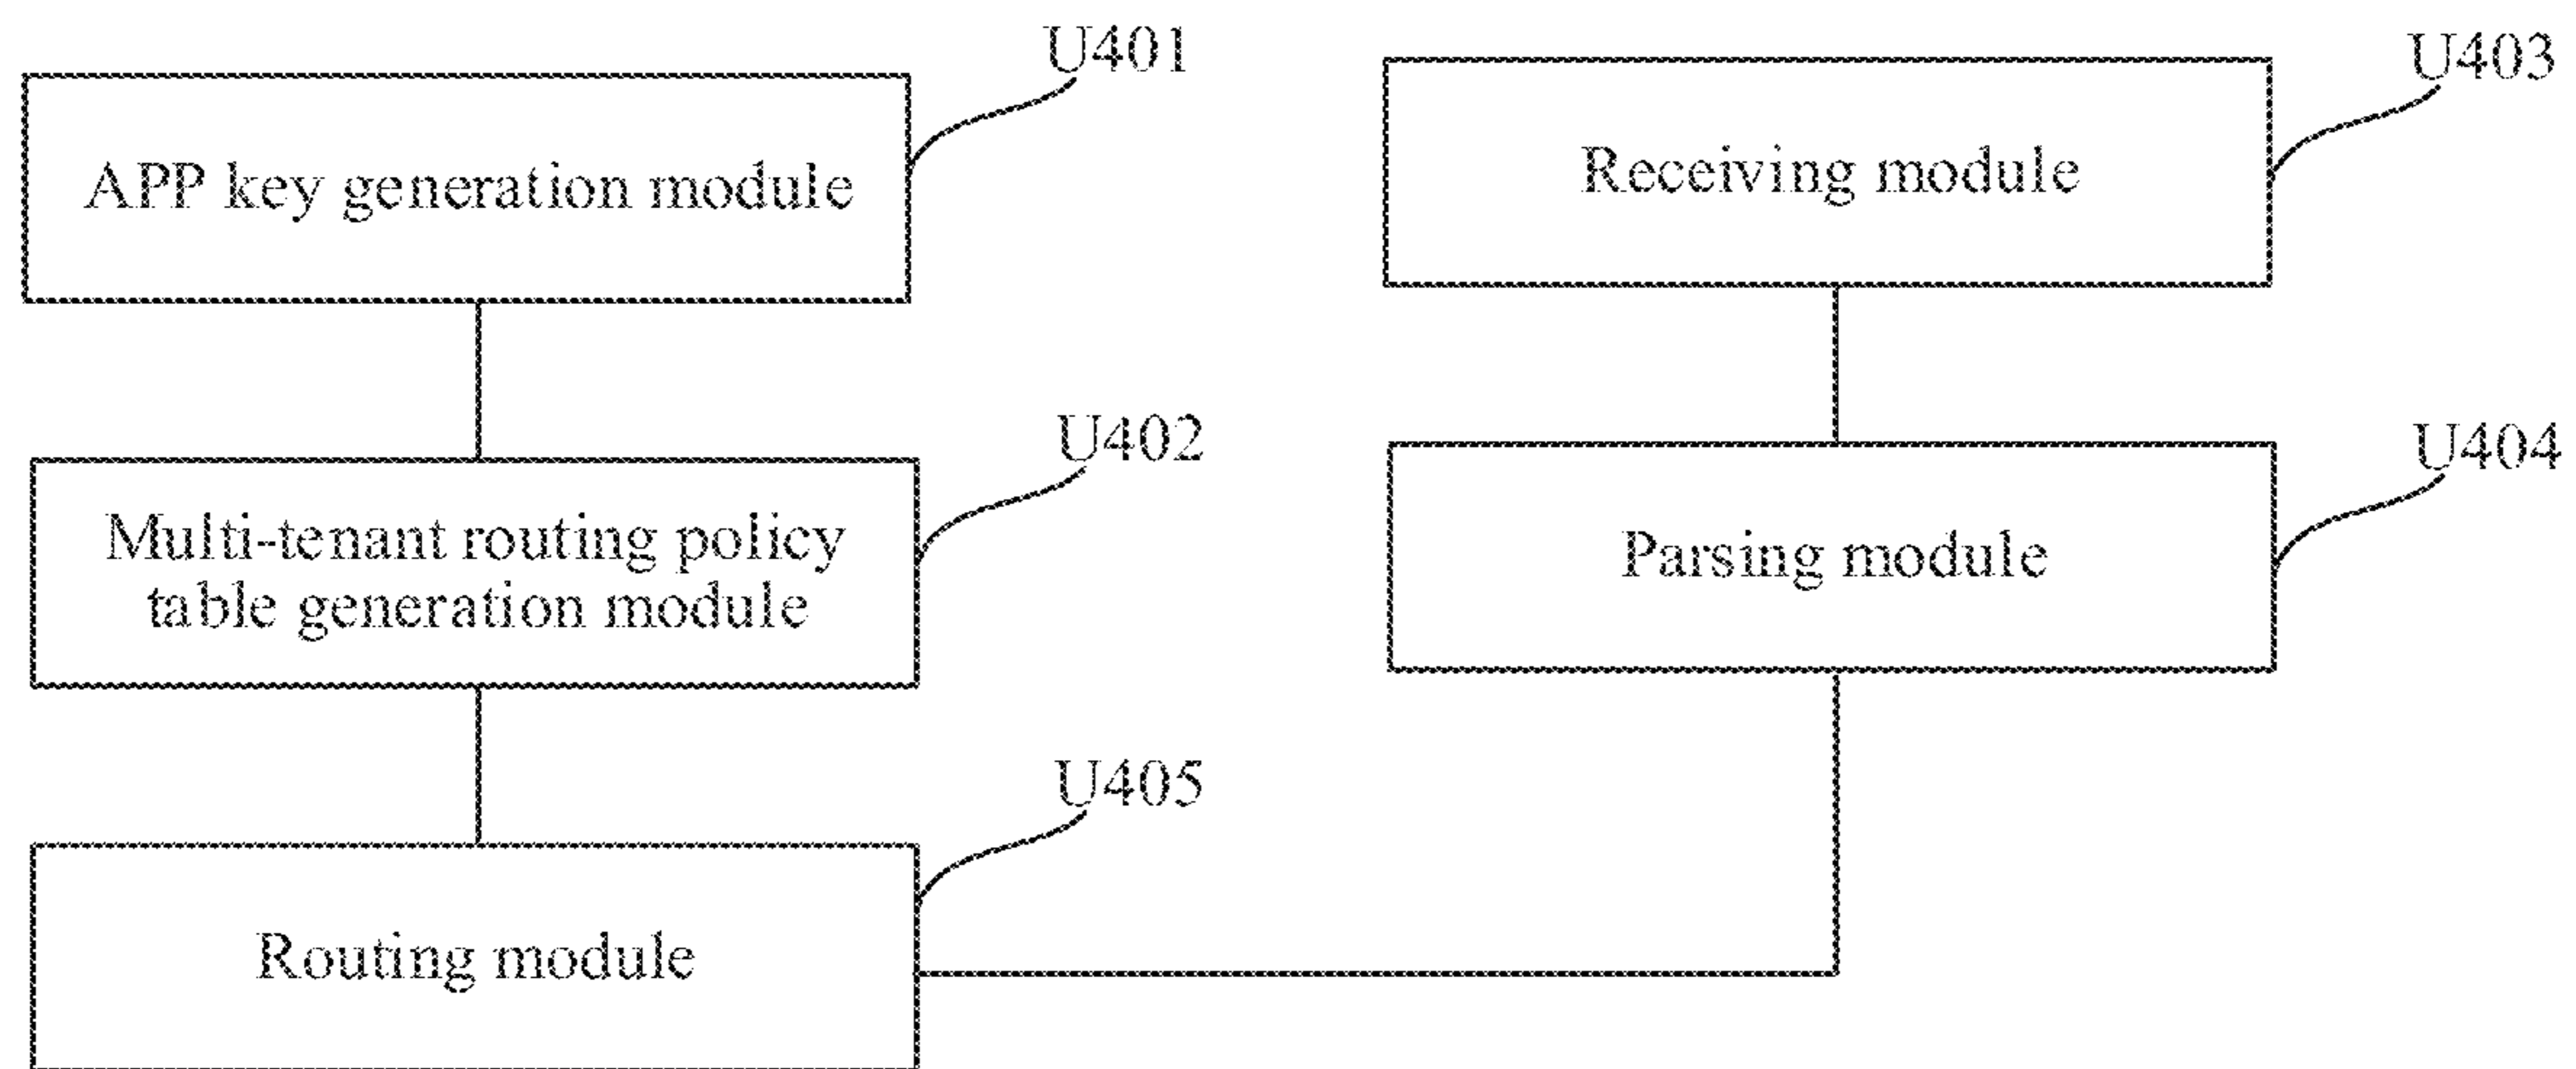 U401
APP key generation module
U403
Receiving module
U402
Multi-tenant routing policy
table generation module
U404
Parsing module
U405
Routing module